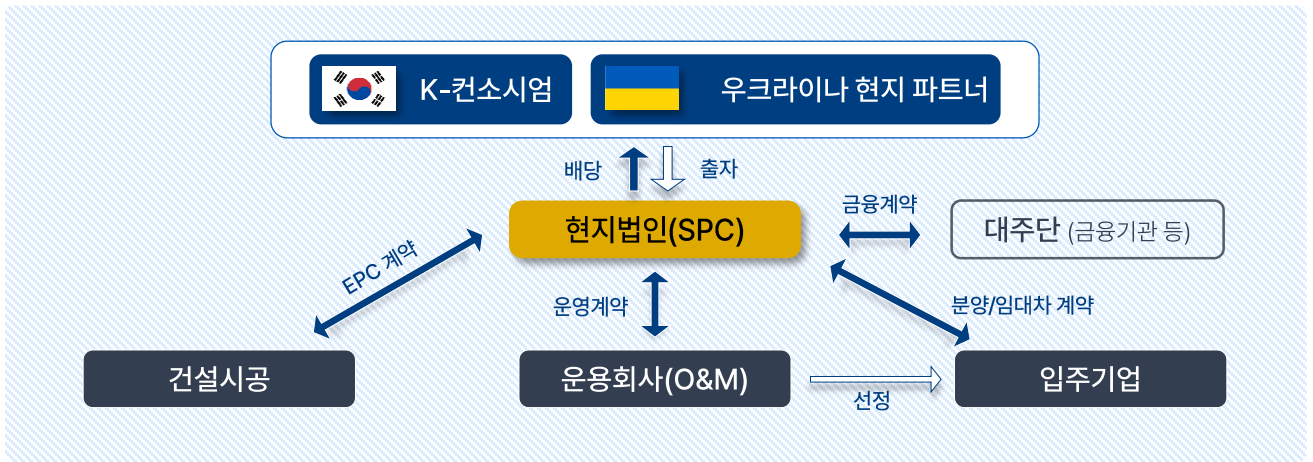 K-컨소시엄
우크라이나 현지 파트너
배당
출자
현지법인(SPC)
금융계약
대주단 (금융기관 등)
EPC 계약
운영계약
분양/임대차 계약
건설시공
운용회사(O&M)
선정
입주기업